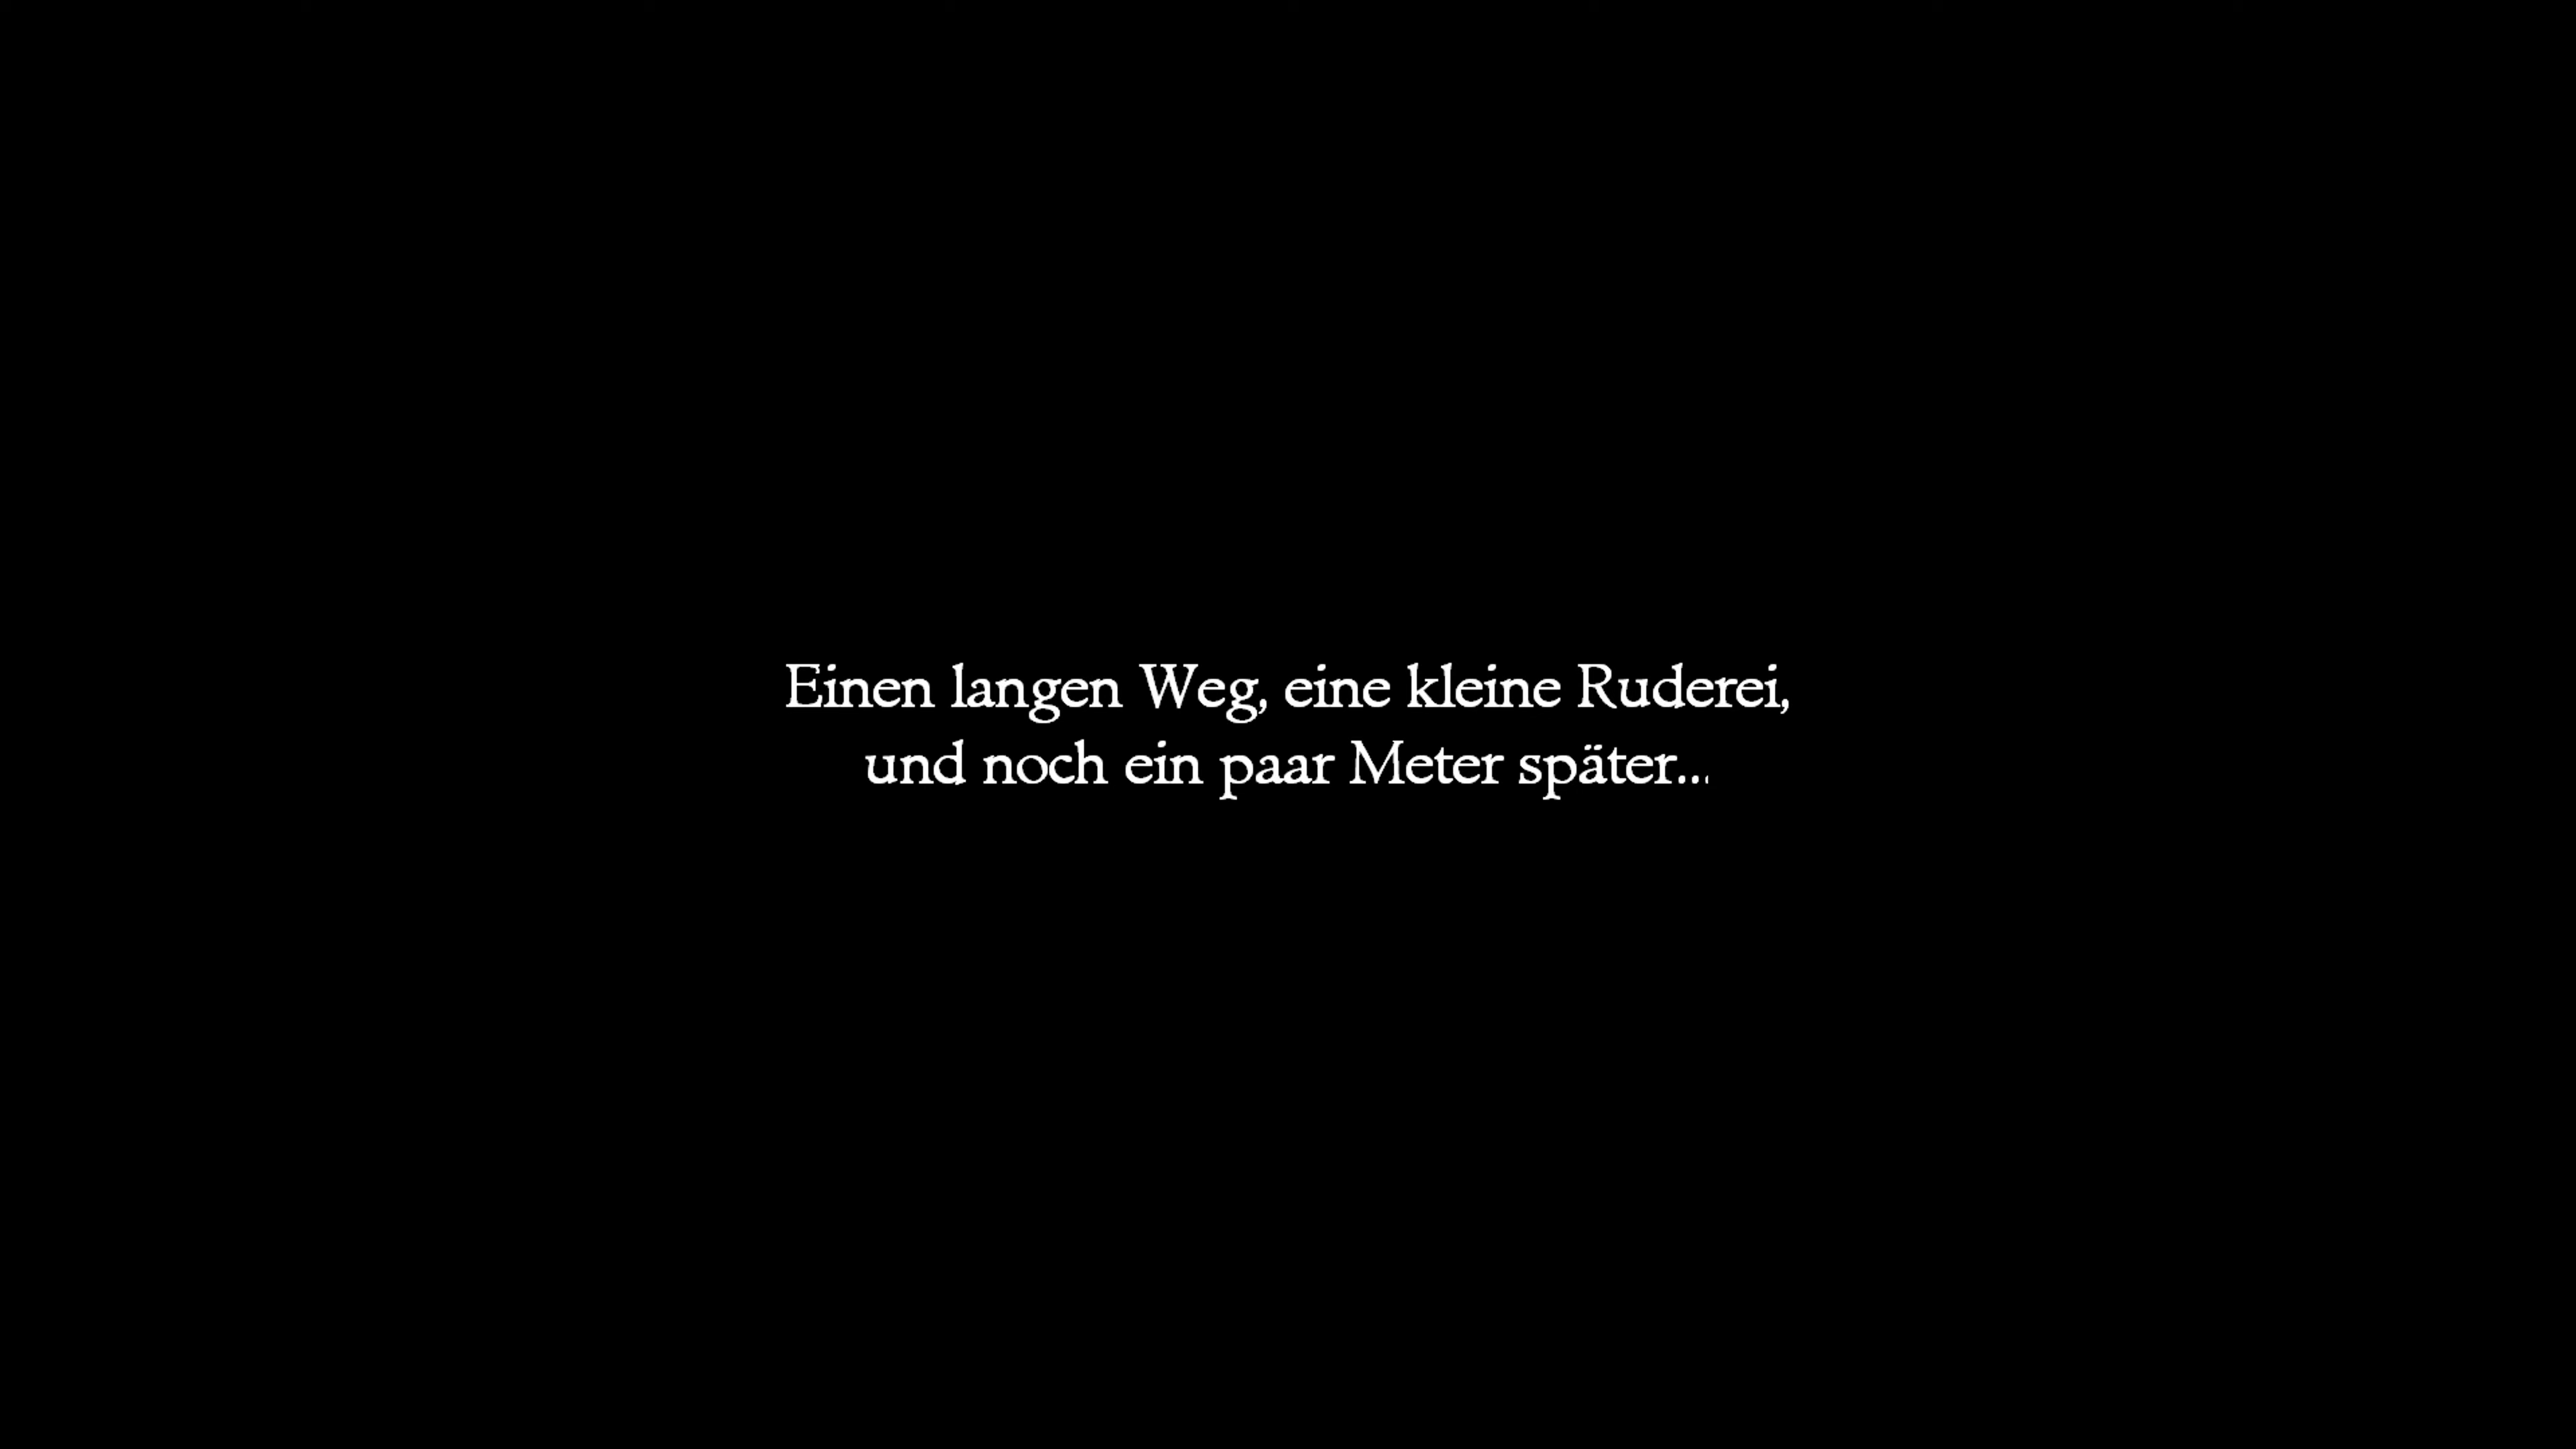 Einen langen Weg, eine kleine Ruderei,
und noch ein paar Meter später...